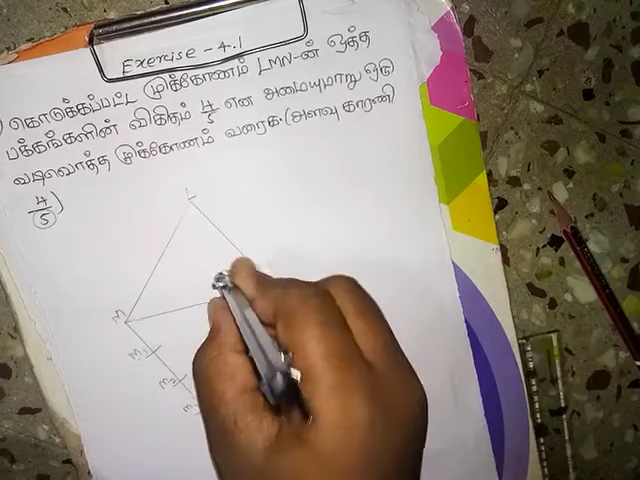 Exercise - 4.1
) கொடுக்கப்பட்ட முக்கோணம் LMN-ன் ஒத்த
பக்கங்களின் விகிதம் 4/5 என அமையுமாறு ஒரு
வடிவொத்த முக்கோணம் வரைக (அளவு காரணி
4/5)
L
M
M1
M2
M